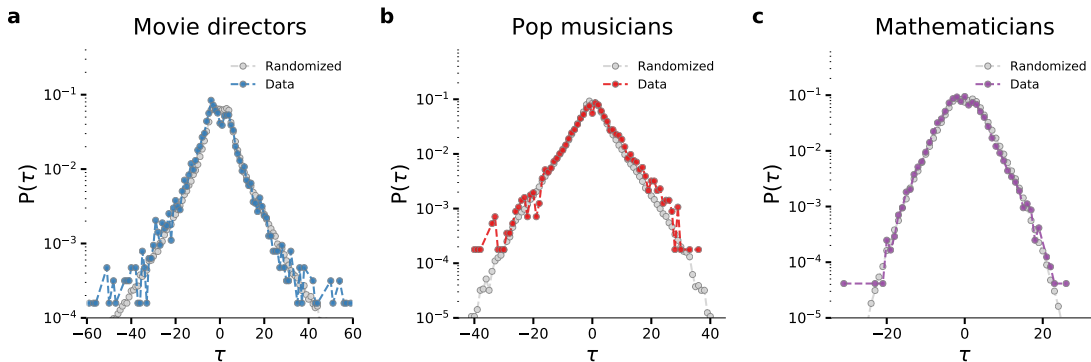 a Movie directors
Randomized
Data
P(τ)
10⁻¹
10⁻²
10⁻³
10⁻⁴
−60 −40 −20 0 20 40 60
τ
b Pop musicians
Randomized
Data
P(τ)
10⁻¹
10⁻²
10⁻³
10⁻⁴
10⁻⁵
−40 −20 0 20 40
τ
c Mathematicians
Randomized
Data
P(τ)
10⁻¹
10⁻²
10⁻³
10⁻⁴
10⁻⁵
−20 0 20
τ